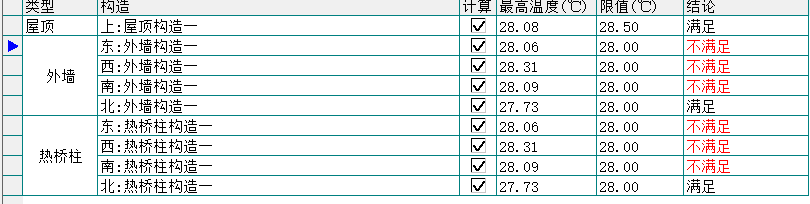 类型 构造 计算 最高温度(℃) 限值(℃) 结论
屋顶 上:屋顶构造一 28.08 28.50 满足
外墙 东:外墙构造一 28.06 28.00 不满足
西:外墙构造一 28.31 28.00 不满足
南:外墙构造一 28.09 28.00 不满足
北:外墙构造一 27.73 28.00 满足
热桥柱 东:热桥柱构造一 28.06 28.00 不满足
西:热桥柱构造一 28.31 28.00 不满足
南:热桥柱构造一 28.09 28.00 不满足
北:热桥柱构造一 27.73 28.00 满足